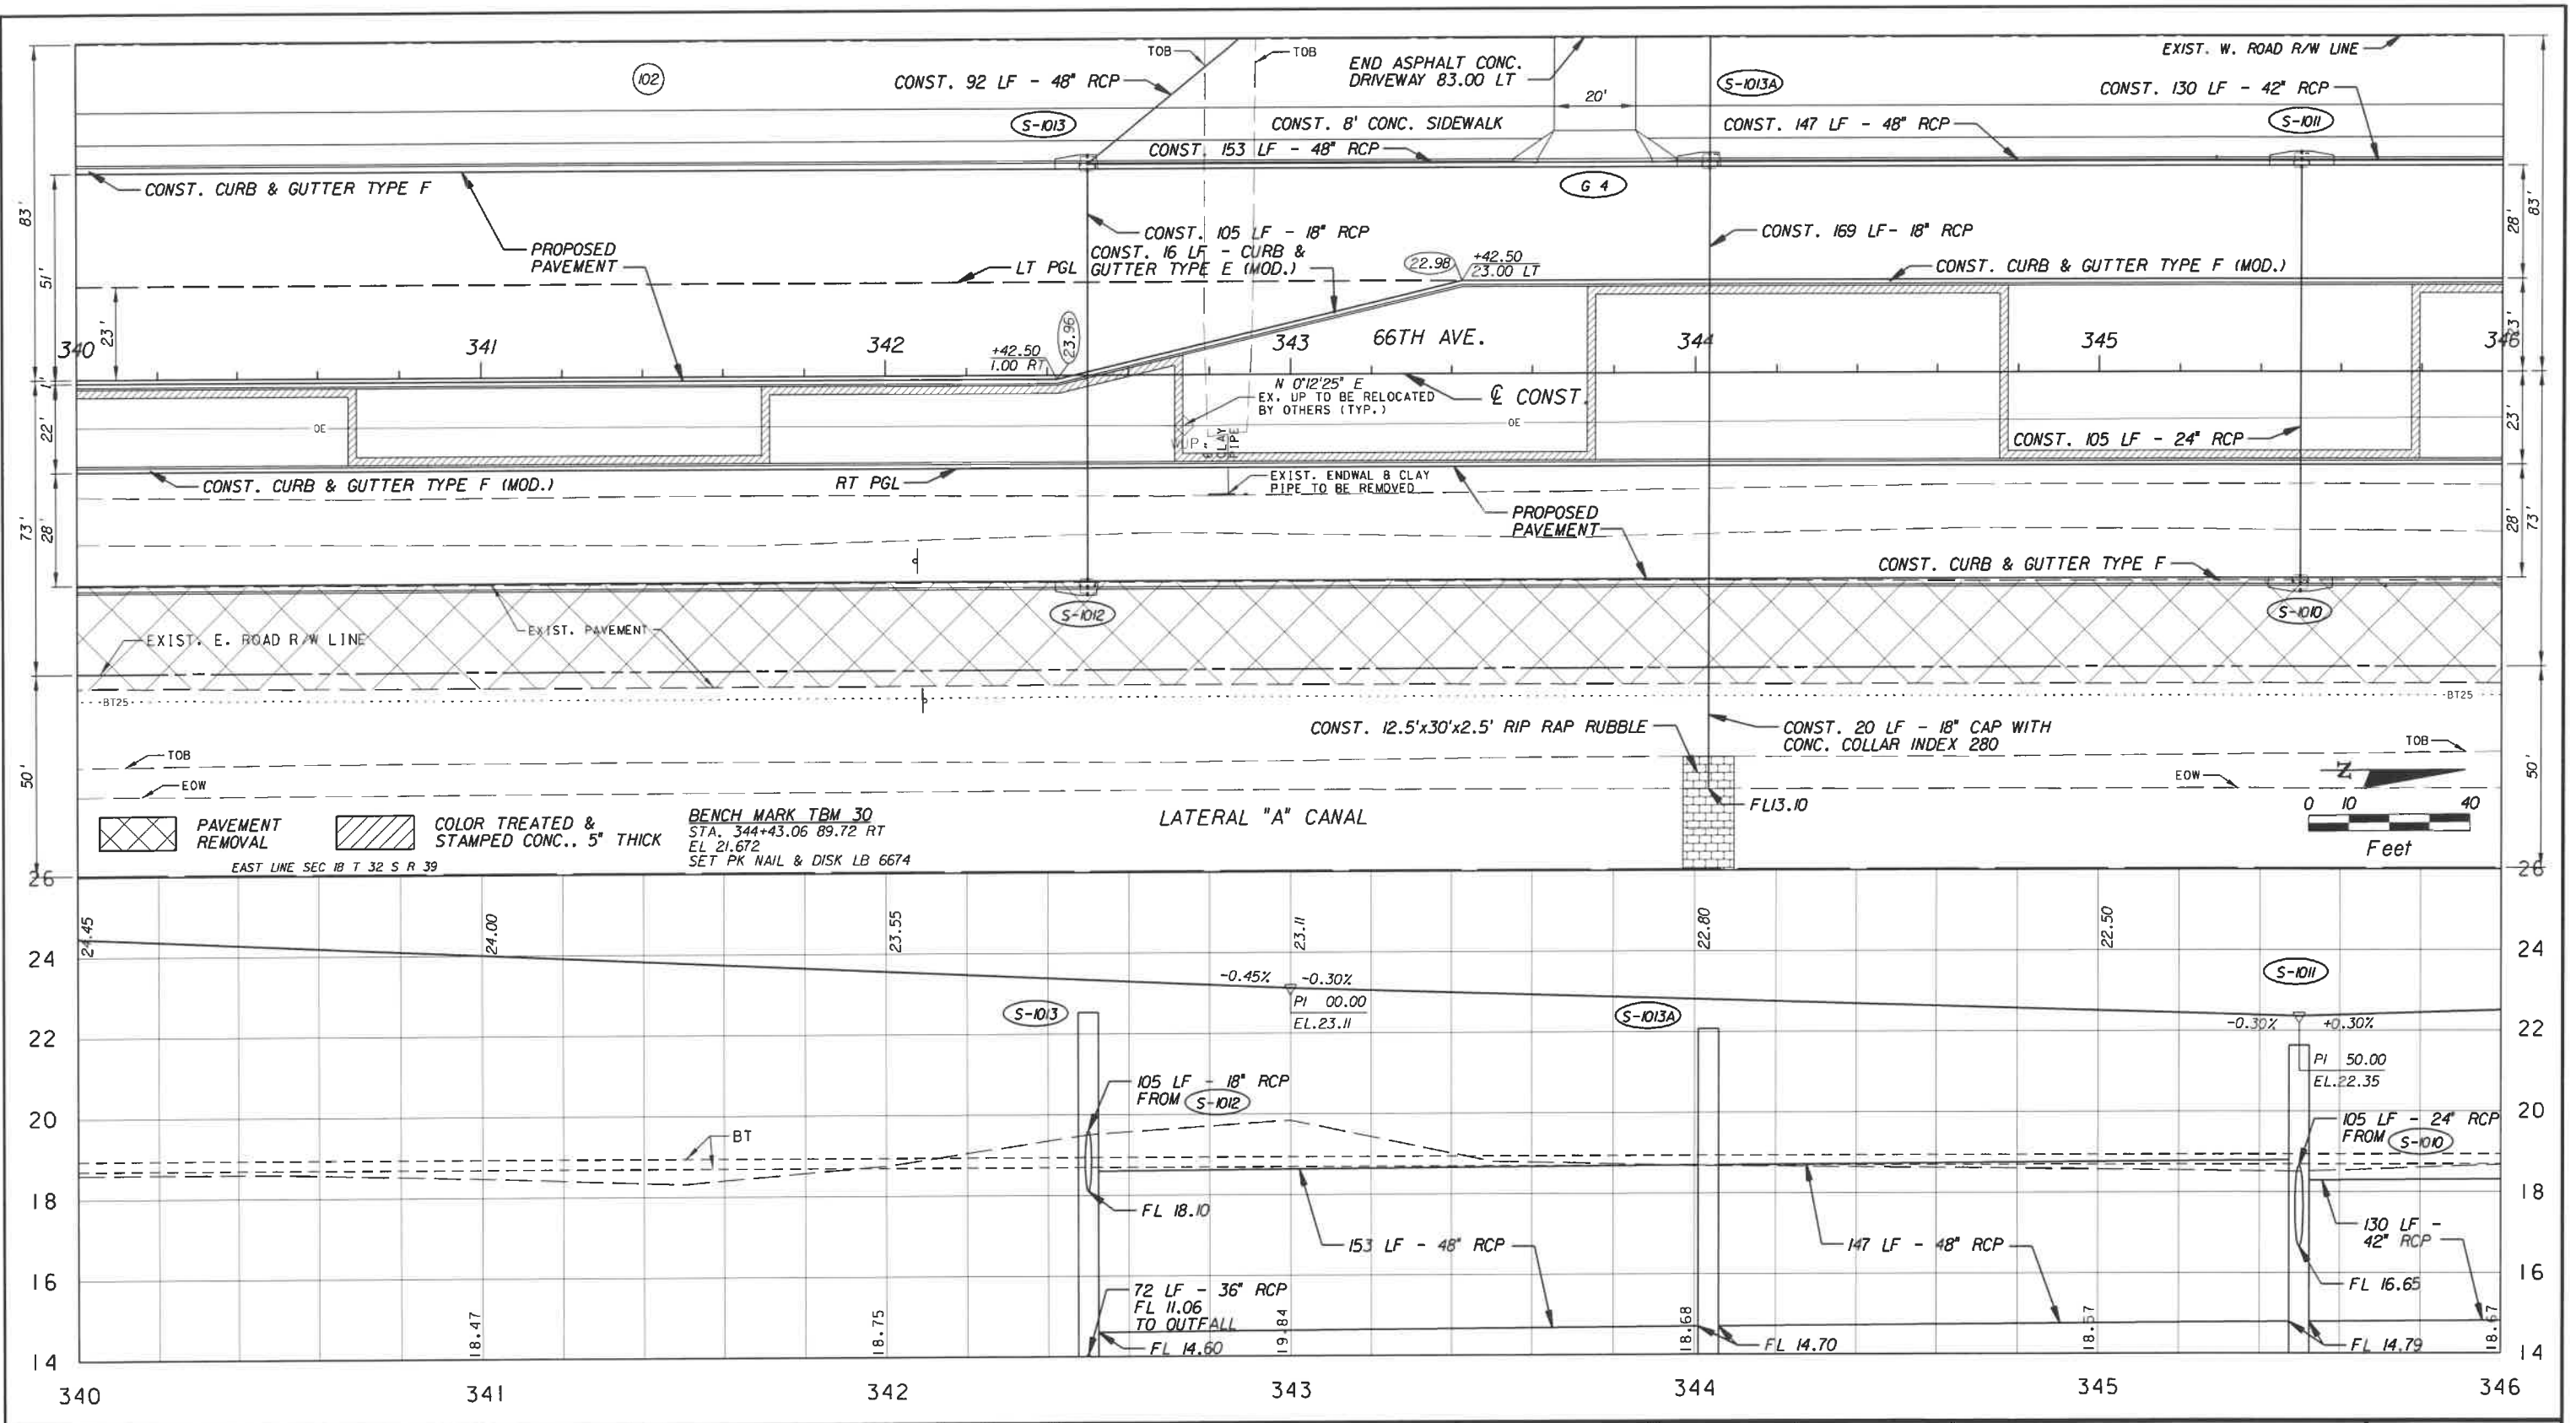 TOB
TOB
END ASPHALT CONC.
DRIVEWAY 83.00 LT
EXIST. W. ROAD R/W LINE
102
CONST. 92 LF - 48" RCP
S-1013A
CONST. 130 LF - 42" RCP
20'
S-1013
CONST. 8' CONC. SIDEWALK
CONST. 147 LF - 48" RCP
S-1011
CONST. 153 LF - 48" RCP
CONST. CURB & GUTTER TYPE F
G 4
83'
51'
23'
28'
83'
PROPOSED
PAVEMENT
CONST. 105 LF - 18" RCP
CONST. 169 LF- 18" RCP
CONST. 16 LF - CURB &
GUTTER TYPE E (MOD.)
LT PGL
22.98
+42.50
23.00 LT
CONST. CURB & GUTTER TYPE F (MOD.)
23.96
+42.50
1.00 RT
66TH AVE.
340
341
342
343
344
345
346
23'
1'
N 0°12'25" E
EX. UP TO BE RELOCATED
BY OTHERS (TYP.)
℄ CONST.
22'
OE
OE
UP
CLAY
PIPE
23'
CONST. 105 LF - 24" RCP
CONST. CURB & GUTTER TYPE F (MOD.)
RT PGL
EXIST. ENDWAL & CLAY
PIPE TO BE REMOVED
PROPOSED
PAVEMENT
73'
28'
28'
73'
CONST. CURB & GUTTER TYPE F
S-1012
S-1010
EXIST. E. ROAD R/W LINE
EXIST. PAVEMENT
BT25
BT25
CONST. 12.5'x30'x2.5' RIP RAP RUBBLE
CONST. 20 LF - 18" CAP WITH
CONC. COLLAR INDEX 280
TOB
TOB
50'
50'
EOW
EOW
N
FL13.10
0 10 40
Feet
PAVEMENT
REMOVAL
COLOR TREATED &
STAMPED CONC., 5" THICK
BENCH MARK TBM 30
STA. 344+43.06 89.72 RT
EL 21.672
SET PK NAIL & DISK LB 6674
LATERAL "A" CANAL
EAST LINE SEC 18 T 32 S R 39
26
26
24.45
24.00
23.55
23.11
22.80
22.50
24
24
-0.45%
-0.30%
PI 00.00
EL.23.11
S-1013
S-1013A
S-1011
-0.30%
+0.30%
PI 50.00
EL.22.35
22
22
105 LF - 18" RCP
FROM S-1012
105 LF - 24" RCP
FROM S-1010
20
20
BT
18
18
FL 18.10
153 LF - 48" RCP
147 LF - 48" RCP
130 LF -
42" RCP
FL 16.65
16
16
72 LF - 36" RCP
FL 11.06
TO OUTFALL
FL 14.60
FL 14.70
FL 14.79
18.47
18.75
19.84
18.68
18.57
18.67
14
14
340
341
342
343
344
345
346